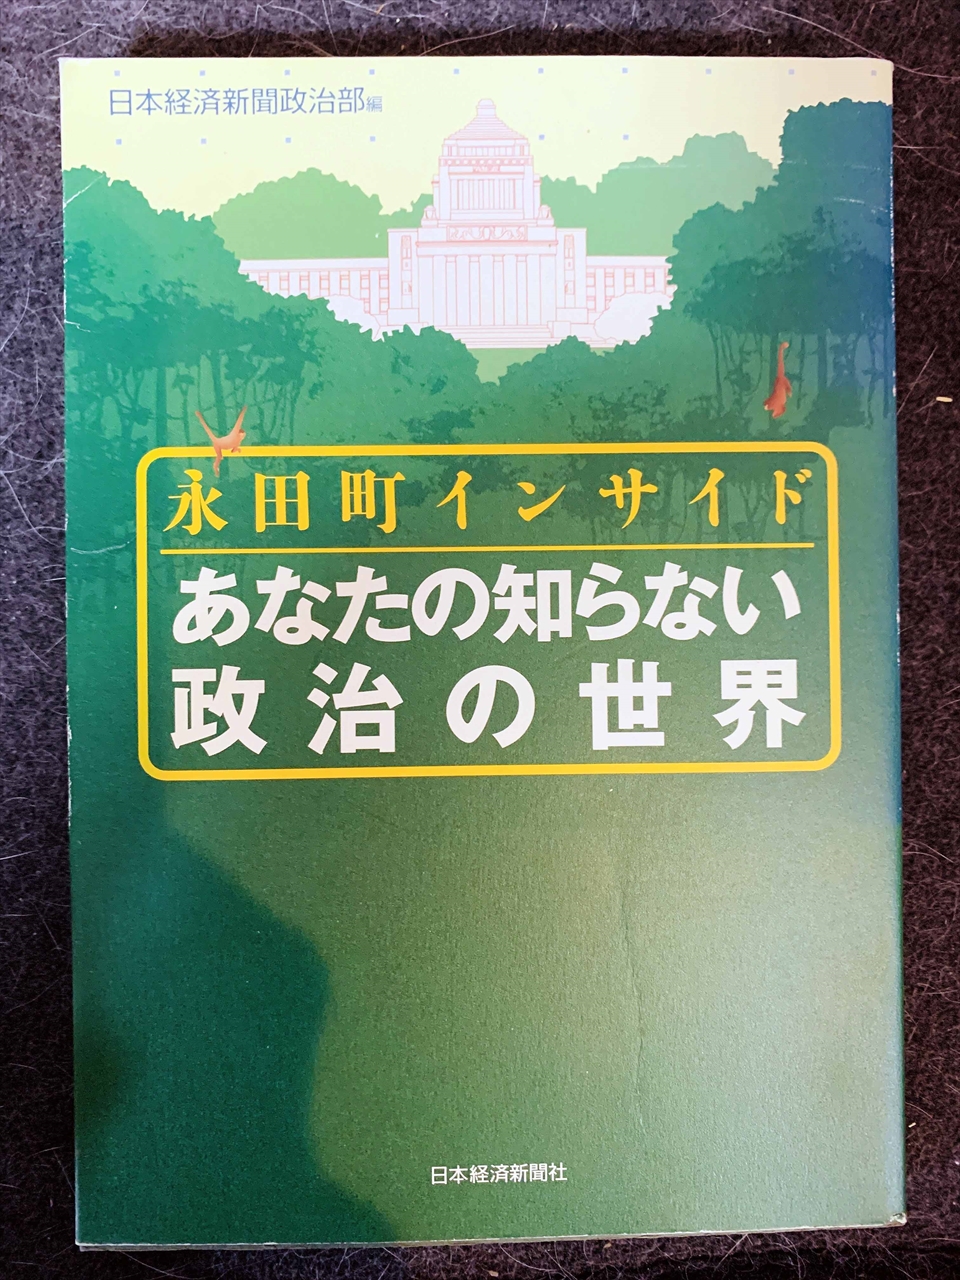 日本経済新聞政治部編
永田町インサイド
あなたの知らない
政治の世界
日本経済新聞社